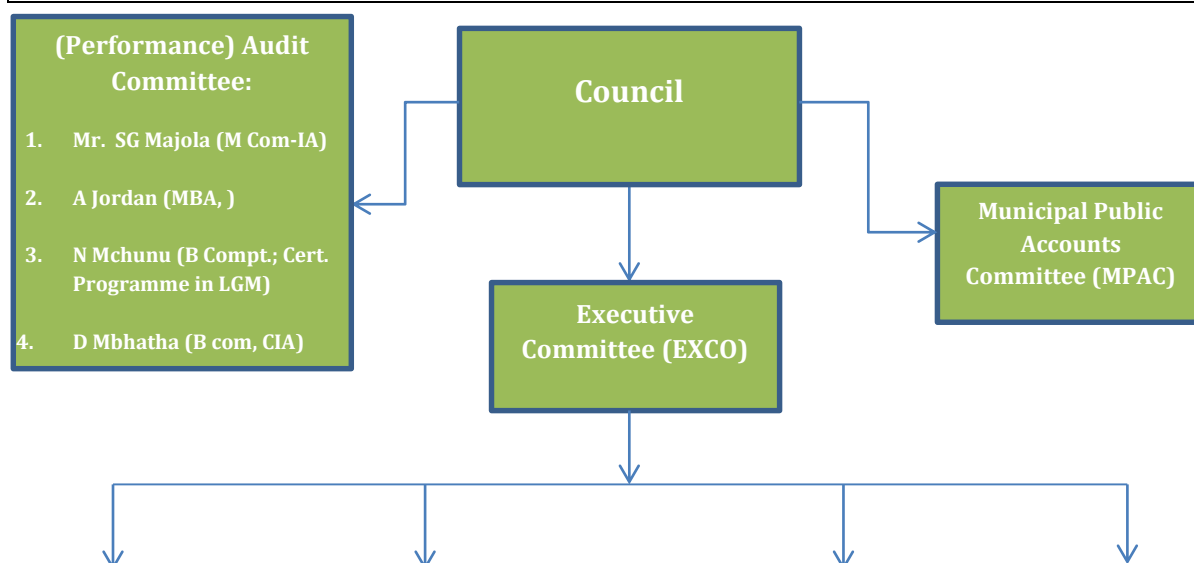 (Performance) Audit
Committee:
1. Mr. SG Majola (M Com-IA)
2. A Jordan (MBA, )
3. N Mchunu (B Compt.; Cert.
Programme in LGM)
4. D Mbhatha (B com, CIA)
Council
Municipal Public
Accounts
Committee (MPAC)
Executive
Committee (EXCO)